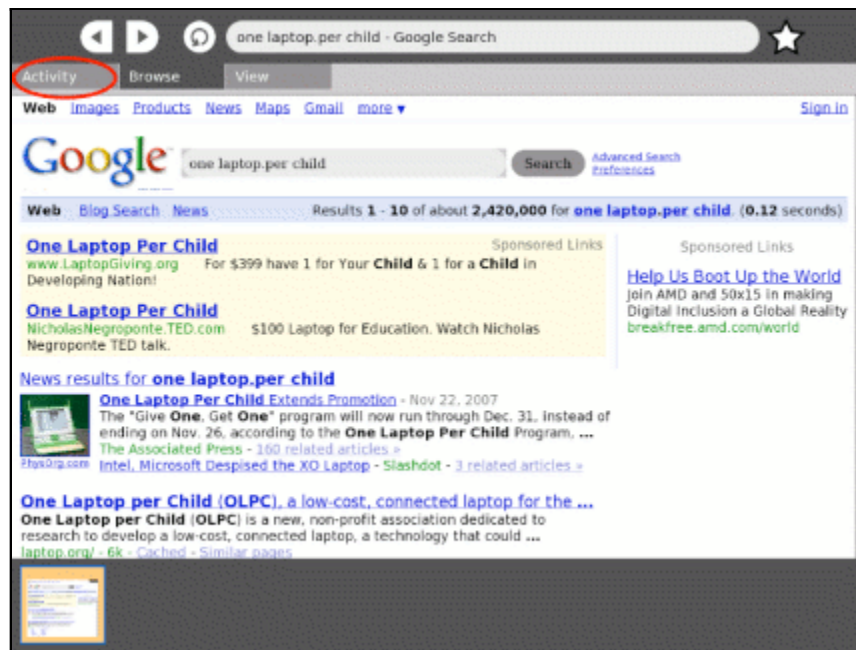 one laptop.per child - Google Search
Activity Browse View
Web Images Products News Maps Gmail more ▼ Sign in
Google one laptop.per child Search Advanced Search
Preferences
Web Blog Search News Results 1 - 10 of about 2,420,000 for one laptop.per child. (0.12 seconds)
One Laptop Per Child Sponsored Links
www.LaptopGiving.org For $399 have 1 for Your Child & 1 for a Child in
Developing Nation!
One Laptop Per Child
NicholasNegroponte.TED.com $100 Laptop for Education. Watch Nicholas
Negroponte TED talk.
Sponsored Links
Help Us Boot Up the World
Join AMD and 50x15 in making
Digital Inclusion a Global Reality
breakfree.amd.com/world
News results for one laptop.per child
One Laptop Per Child Extends Promotion - Nov 22, 2007
The "Give One, Get One" program will now run through Dec. 31, instead of
ending on Nov. 26, according to the One Laptop Per Child Program, ...
The Associated Press - 160 related articles »
PhysOrg.com Intel, Microsoft Despised the XO Laptop - Slashdot - 3 related articles »
One Laptop per Child (OLPC), a low-cost, connected laptop for the ...
One Laptop per Child (OLPC) is a new, non-profit association dedicated to
research to develop a low-cost, connected laptop, a technology that could ...
laptop.org/ - 6k - Cached - Similar pages